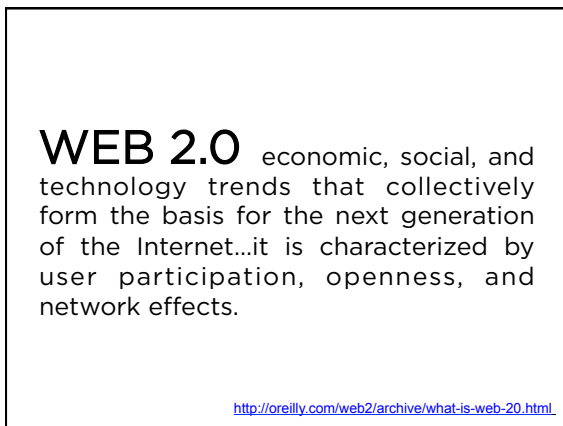 WEB 2.0 economic, social, and
technology trends that collectively
form the basis for the next generation
of the Internet...it is characterized by
user participation, openness, and
network effects.
http://oreilly.com/web2/archive/what-is-web-20.html